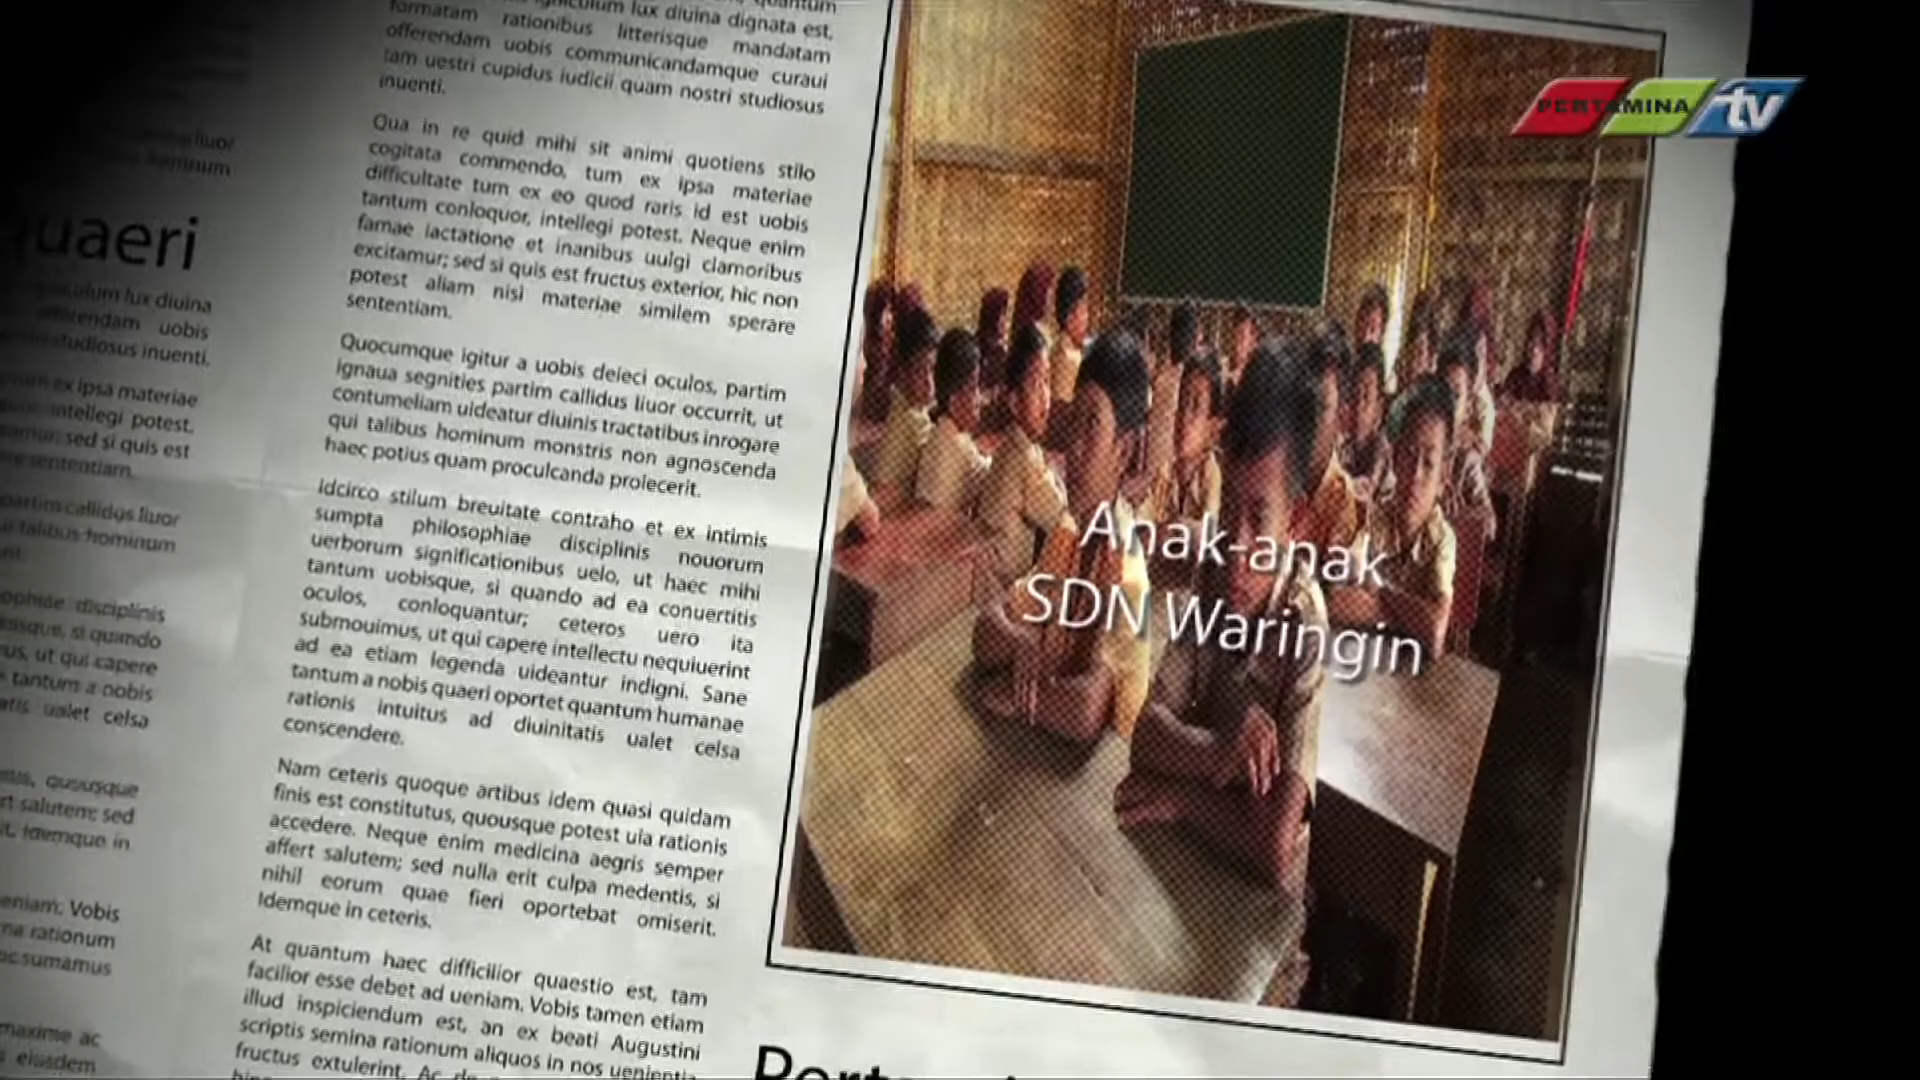 uaeri
formatam rationibus litterisque mandatam
offerendam uobis communicandamque curaui
tam uestri cupidus iudicii quam nostri studiosus
inuenti.
Qua in re quid mihi sit animi quotiens stilo
cogitata commendo, tum ex ipsa materiae
difficultate tum ex eo quod raris id est uobis
tantum conloquor, intellegi potest. Neque enim
famae iactatione et inanibus uulgi clamoribus
excitamur; sed si quis est fructus exterior, hic non
potest aliam nisi materiae similem sperare
sententiam.
Quocumque igitur a uobis deieci oculos, partim
ignaua segnities partim callidus liuor occurrit, ut
contumeliam uideatur diuinis tractatibus inrogare
qui talibus hominum monstris non agnoscenda
haec potius quam proculcanda proiecerit.
Idcirco stilum breuitate contraho et ex intimis
sumpta philosophiae disciplinis nouorum
uerborum significationibus uelo, ut haec mihi
tantum uobisque, si quando ad ea conuertitis
oculos, conloquantur; ceteros uero ita
submouimus, ut qui capere intellectu nequiuerint
ad ea etiam legenda uideantur indigni. Sane
tantum a nobis quaeri oportet quantum humanae
rationis intuitus ad diuinitatis ualet celsa
conscendere.
Nam ceteris quoque artibus idem quasi quidam
finis est constitutus, quousque potest uia rationis
accedere. Neque enim medicina aegris semper
affert salutem; sed nulla erit culpa medentis, si
nihil eorum quae fieri oportebat omiserit.
Idemque in ceteris.
At quantum haec difficilior quaestio est, tam
facilior esse debet ad ueniam. Vobis tamen etiam
illud inspiciendum est, an ex beati Augustini
scriptis semina rationum aliquos in nos uenientia
fructus extulerint.
PERTAMINA tv
Anak-anak
SDN Waringin